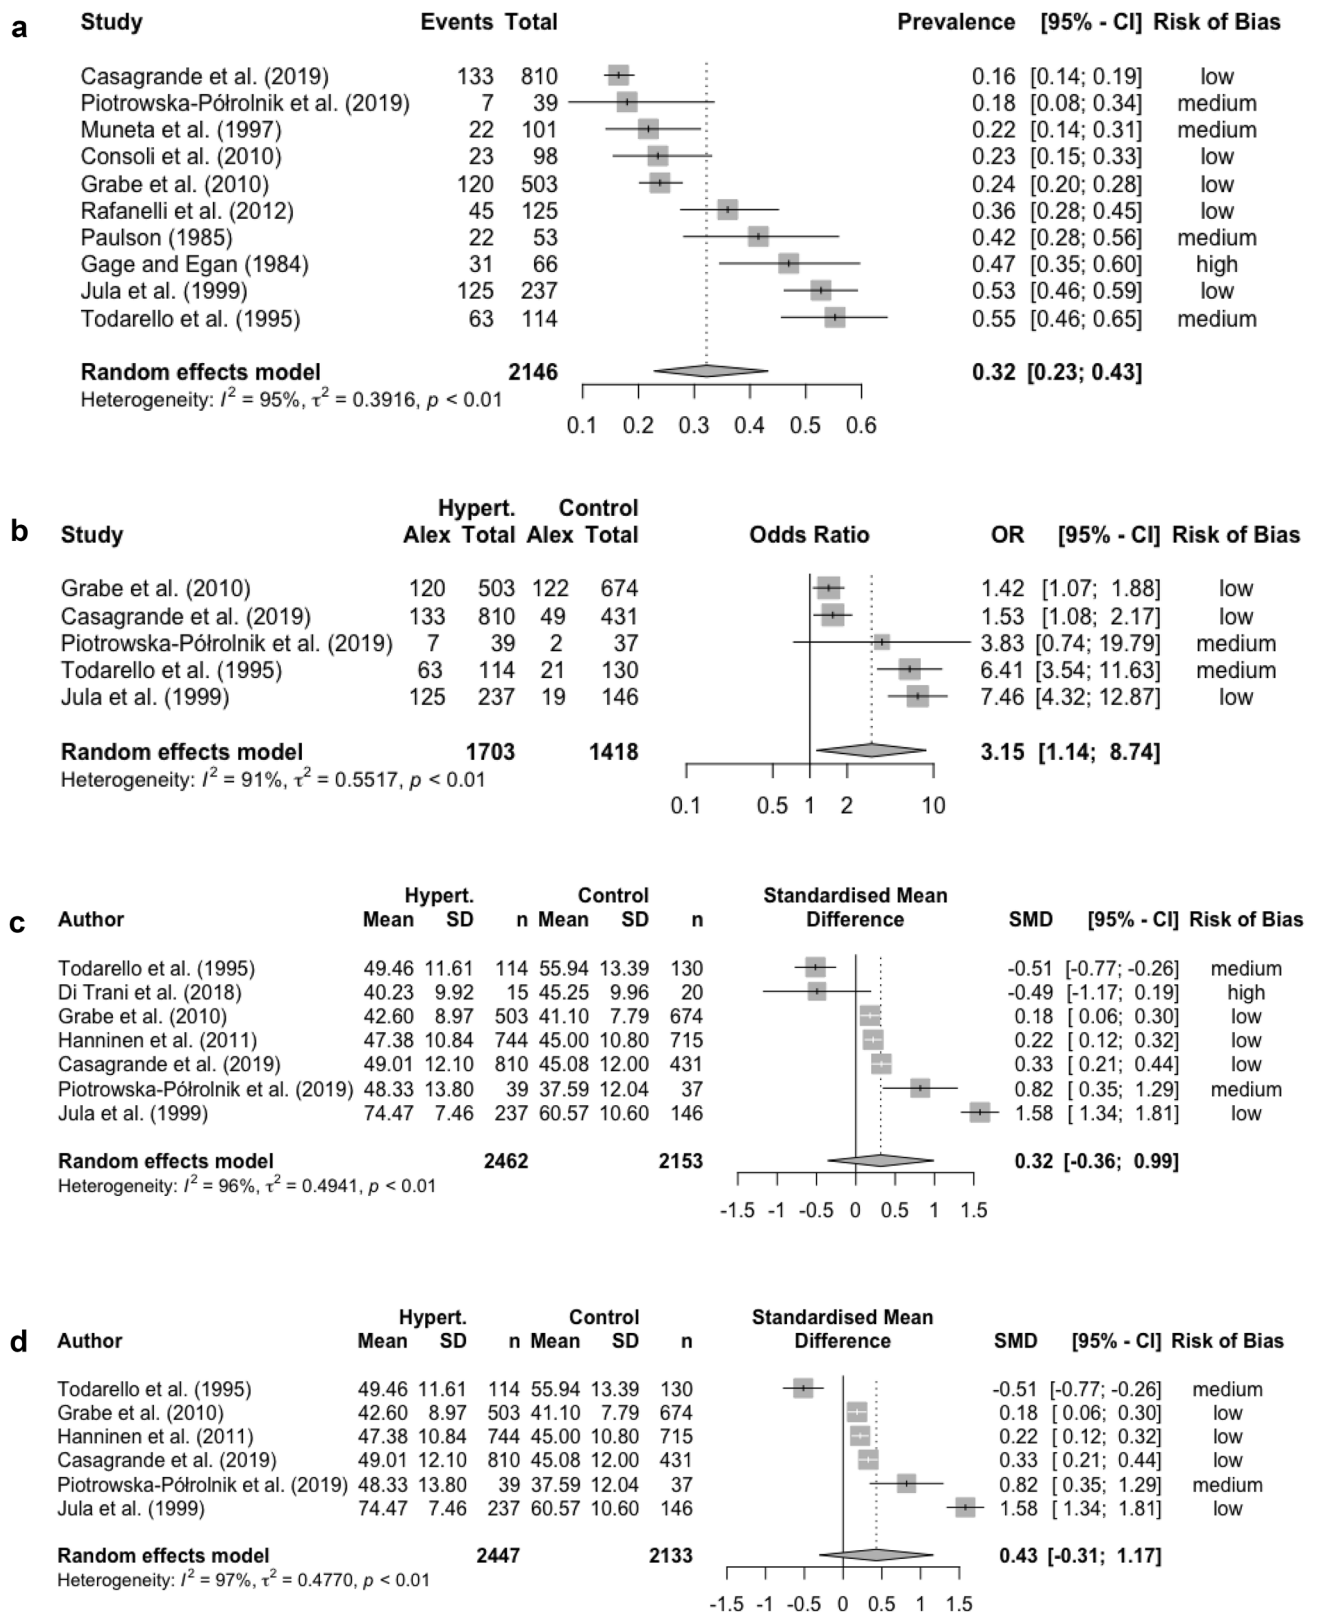 a Study Events Total Prevalence [95% - CI] Risk of Bias
Casagrande et al. (2019) 133 810 0.16 [0.14; 0.19] low
Piotrowska-Półrolnik et al. (2019) 7 39 0.18 [0.08; 0.34] medium
Muneta et al. (1997) 22 101 0.22 [0.14; 0.31] medium
Consoli et al. (2010) 23 98 0.23 [0.15; 0.33] low
Grabe et al. (2010) 120 503 0.24 [0.20; 0.28] low
Rafanelli et al. (2012) 45 125 0.36 [0.28; 0.45] low
Paulson (1985) 22 53 0.42 [0.28; 0.56] medium
Gage and Egan (1984) 31 66 0.47 [0.35; 0.60] high
Jula et al. (1999) 125 237 0.53 [0.46; 0.59] low
Todarello et al. (1995) 63 114 0.55 [0.46; 0.65] medium
Random effects model 2146 0.32 [0.23; 0.43]
Heterogeneity: I² = 95%, τ² = 0.3916, p < 0.01
0.1 0.2 0.3 0.4 0.5 0.6
Hypert. Control
b Study Alex Total Alex Total Odds Ratio OR [95% - CI] Risk of Bias
Grabe et al. (2010) 120 503 122 674 1.42 [1.07; 1.88] low
Casagrande et al. (2019) 133 810 49 431 1.53 [1.08; 2.17] low
Piotrowska-Półrolnik et al. (2019) 7 39 2 37 3.83 [0.74; 19.79] medium
Todarello et al. (1995) 63 114 21 130 6.41 [3.54; 11.63] medium
Jula et al. (1999) 125 237 19 146 7.46 [4.32; 12.87] low
Random effects model 1703 1418 3.15 [1.14; 8.74]
Heterogeneity: I² = 91%, τ² = 0.5517, p < 0.01
0.1 0.5 1 2 10
Hypert. Control Standardised Mean
c Author Mean SD n Mean SD n Difference SMD [95% - CI] Risk of Bias
Todarello et al. (1995) 49.46 11.61 114 55.94 13.39 130 -0.51 [-0.77; -0.26] medium
Di Trani et al. (2018) 40.23 9.92 15 45.25 9.96 20 -0.49 [-1.17; 0.19] high
Grabe et al. (2010) 42.60 8.97 503 41.10 7.79 674 0.18 [ 0.06; 0.30] low
Hanninen et al. (2011) 47.38 10.84 744 45.00 10.80 715 0.22 [ 0.12; 0.32] low
Casagrande et al. (2019) 49.01 12.10 810 45.08 12.00 431 0.33 [ 0.21; 0.44] low
Piotrowska-Półrolnik et al. (2019) 48.33 13.80 39 37.59 12.04 37 0.82 [ 0.35; 1.29] medium
Jula et al. (1999) 74.47 7.46 237 60.57 10.60 146 1.58 [ 1.34; 1.81] low
Random effects model 2462 2153 0.32 [-0.36; 0.99]
Heterogeneity: I² = 96%, τ² = 0.4941, p < 0.01
-1.5 -1 -0.5 0 0.5 1 1.5
Hypert. Control Standardised Mean
d Author Mean SD n Mean SD n Difference SMD [95% - CI] Risk of Bias
Todarello et al. (1995) 49.46 11.61 114 55.94 13.39 130 -0.51 [-0.77; -0.26] medium
Grabe et al. (2010) 42.60 8.97 503 41.10 7.79 674 0.18 [ 0.06; 0.30] low
Hanninen et al. (2011) 47.38 10.84 744 45.00 10.80 715 0.22 [ 0.12; 0.32] low
Casagrande et al. (2019) 49.01 12.10 810 45.08 12.00 431 0.33 [ 0.21; 0.44] low
Piotrowska-Półrolnik et al. (2019) 48.33 13.80 39 37.59 12.04 37 0.82 [ 0.35; 1.29] medium
Jula et al. (1999) 74.47 7.46 237 60.57 10.60 146 1.58 [ 1.34; 1.81] low
Random effects model 2447 2133 0.43 [-0.31; 1.17]
Heterogeneity: I² = 97%, τ² = 0.4770, p < 0.01
-1.5 -1 -0.5 0 0.5 1 1.5